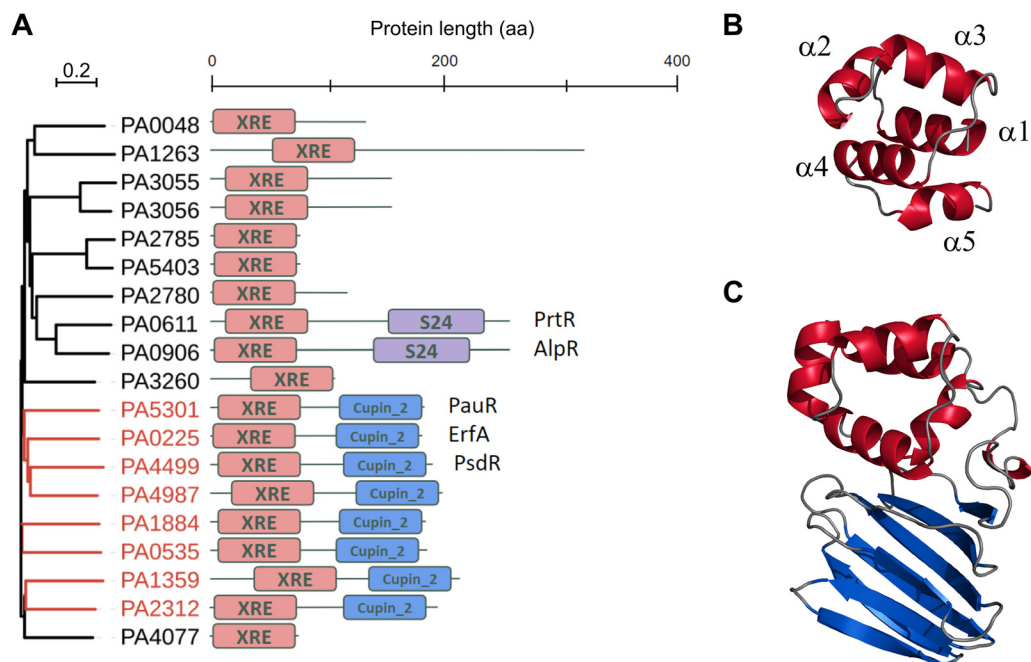 A
Protein length (aa)
0.2
0 200 400
PA0048 XRE
PA1263 XRE
PA3055 XRE
PA3056 XRE
PA2785 XRE
PA5403 XRE
PA2780 XRE
PA0611 XRE S24 PrtR
PA0906 XRE S24 AlpR
PA3260 XRE
PA5301 XRE Cupin_2 PauR
PA0225 XRE Cupin_2 ErfA
PA4499 XRE Cupin_2 PsdR
PA4987 XRE Cupin_2
PA1884 XRE Cupin_2
PA0535 XRE Cupin_2
PA1359 XRE Cupin_2
PA2312 XRE Cupin_2
PA4077 XRE
B
α2 α3
α1
α4
α5
C